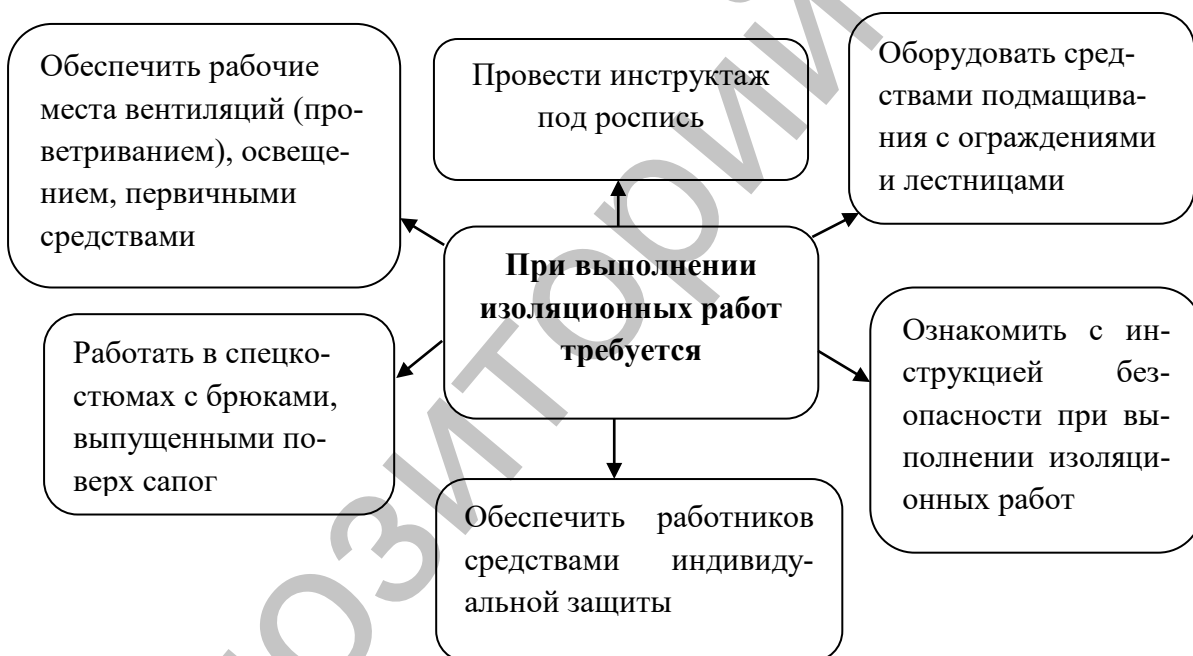 Обеспечить рабочие
места вентиляций (про-
ветриванием), освеще-
нием, первичными
средствами
Провести инструктаж
под роспись
Оборудовать сред-
ствами подмащива-
ния с ограждениями
и лестницами
При выполнении
изоляционных работ
требуется
Работать в спецко-
стюмах с брюками,
выпущенными по-
верх сапог
Ознакомить с ин-
струкцией без-
опасности при вы-
полнении изоляци-
онных работ
Обеспечить работников
средствами индивиду-
альной защиты
позиторий